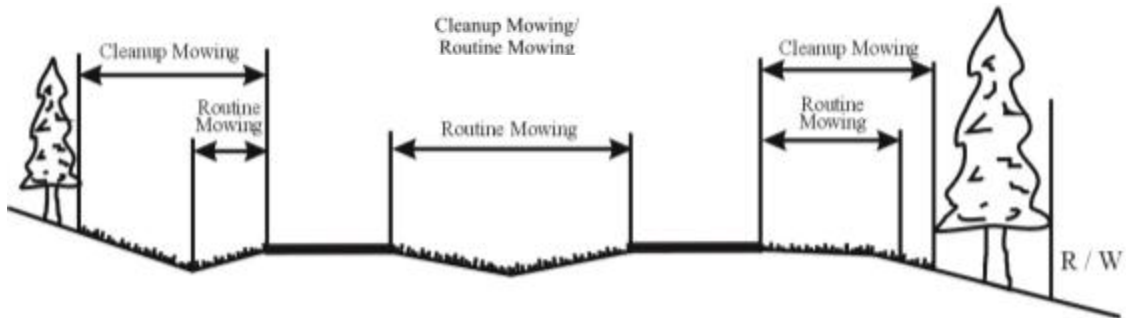 Cleanup Mowing/
Routine Mowing
Cleanup Mowing
Routine
Mowing
Routine Mowing
Cleanup Mowing
Routine
Mowing
R / W